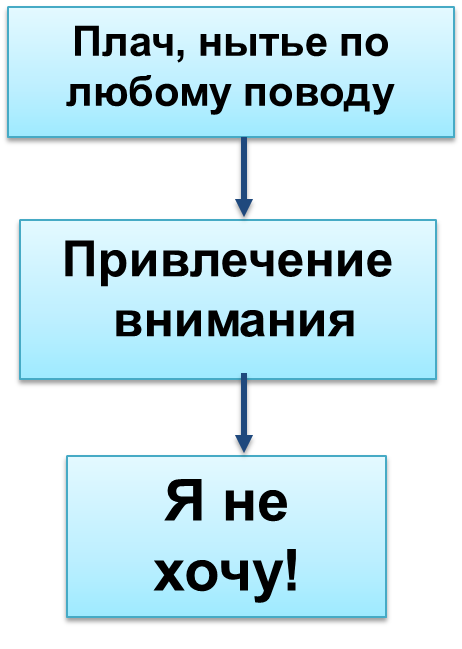 Плач, нытье по
любому поводу
Привлечение
внимания
Я не
хочу!